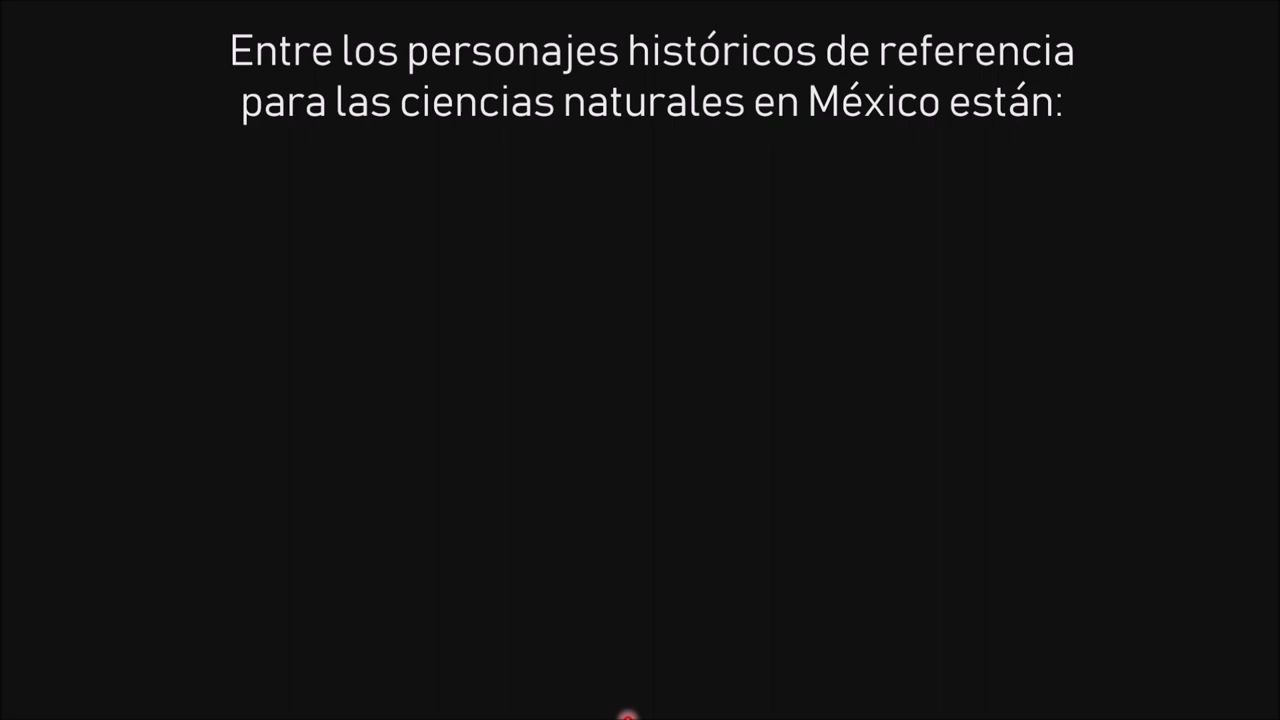 Entre los personajes históricos de referencia
para las ciencias naturales en México están: